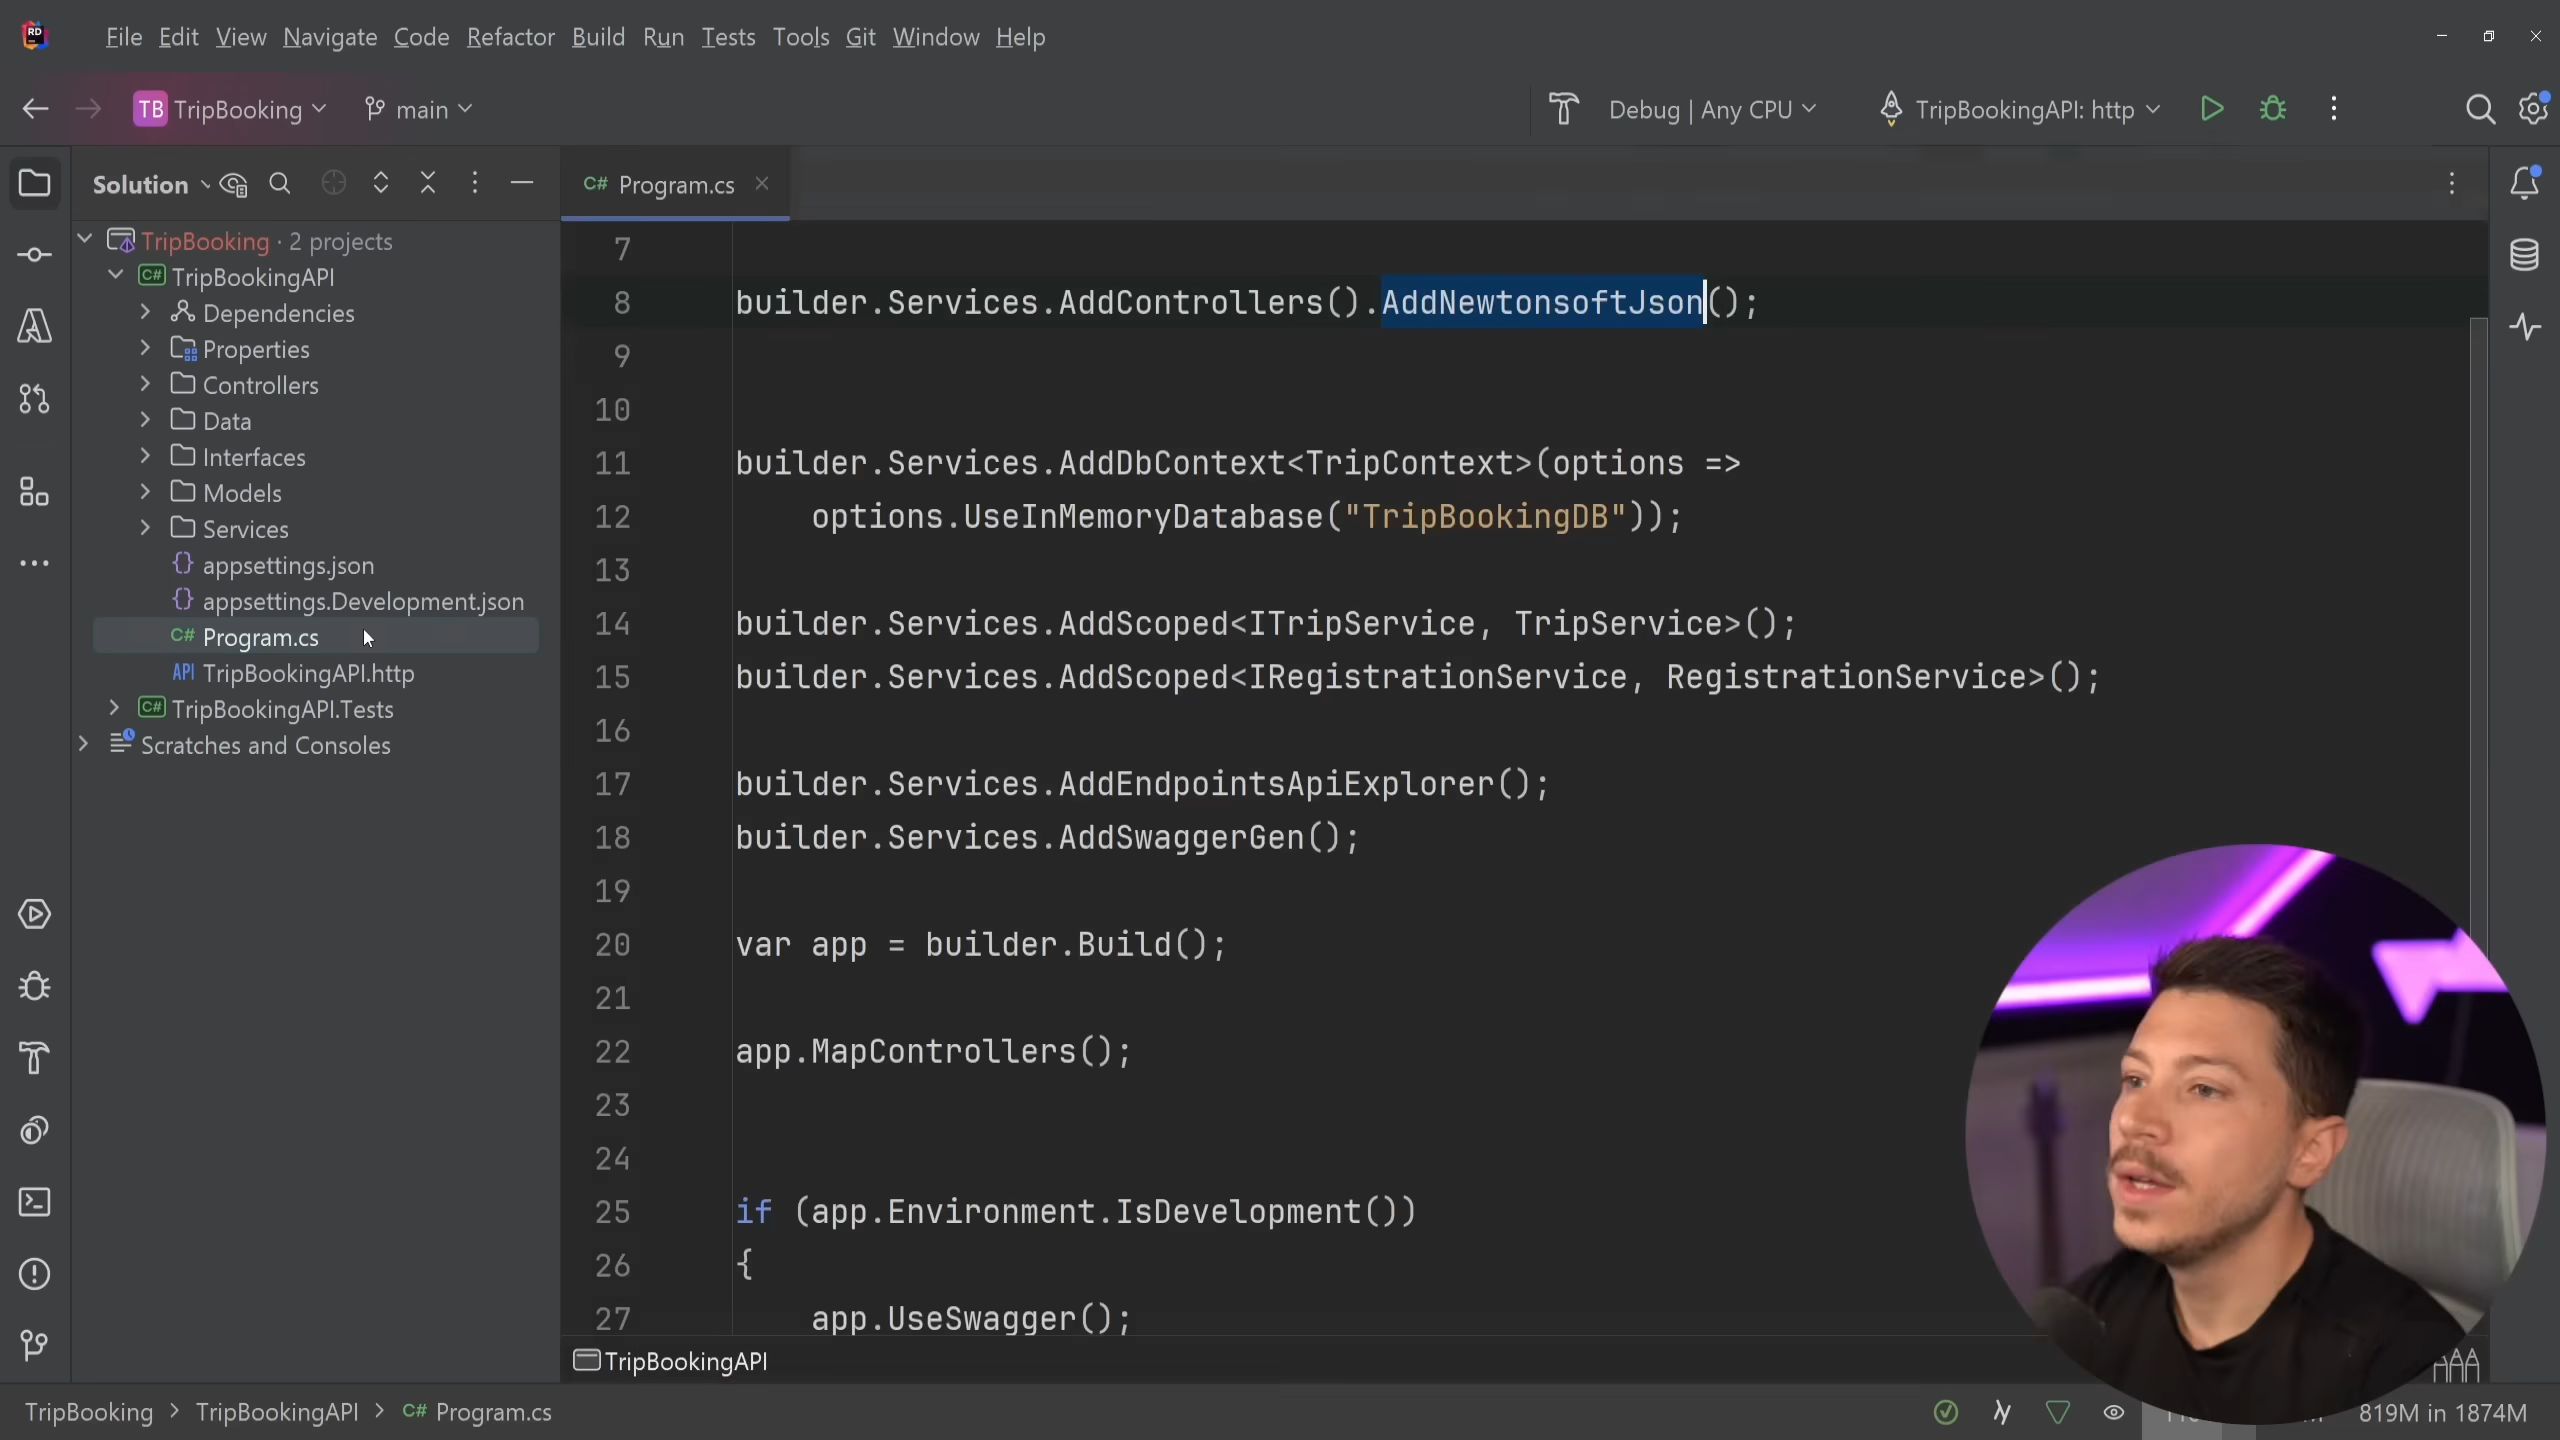 File Edit View Navigate Code Refactor Build Run Tests Tools Git Window Help
TB TripBooking main Debug | Any CPU TripBookingAPI: http
Solution
C# Program.cs
TripBooking · 2 projects
C# TripBookingAPI
Dependencies
Properties
Controllers
Data
Interfaces
Models
Services
{} appsettings.json
{} appsettings.Development.json
C# Program.cs
API TripBookingAPI.http
C# TripBookingAPI.Tests
Scratches and Consoles
7
8 builder.Services.AddControllers().AddNewtonsoftJson();
9
10
11 builder.Services.AddDbContext<TripContext>(options =>
12 options.UseInMemoryDatabase("TripBookingDB"));
13
14 builder.Services.AddScoped<ITripService, TripService>();
15 builder.Services.AddScoped<IRegistrationService, RegistrationService>();
16
17 builder.Services.AddEndpointsApiExplorer();
18 builder.Services.AddSwaggerGen();
19
20 var app = builder.Build();
21
22 app.MapControllers();
23
24
25 if (app.Environment.IsDevelopment())
26 {
27 app.UseSwagger();
TripBookingAPI
TripBooking > TripBookingAPI > C# Program.cs
819M in 1874M